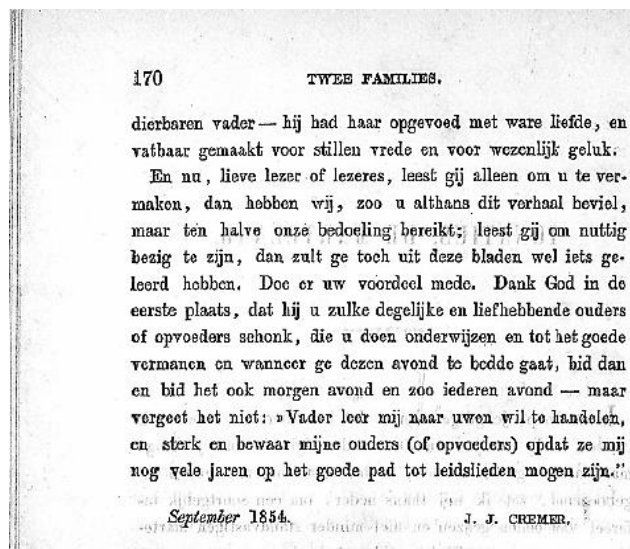 170 TWEE FAMILIES.
dierbaren vader — hij had haar opgevoed met ware liefde, en
vatbaar gemaakt voor stillen vrede en voor wezenlijk geluk.
En nu, lieve lezer of lezeres, leest gij alleen om u te ver-
maken, dan hebben wij, zoo u althans dit verhaal beviel,
maar ten halve onze bedoeling bereikt; leest gij om nuttig
bezig te zijn, dan zult ge toch uit deze bladen wel iets ge-
leerd hebben. Doe er uw voordeel mede. Dank God in de
eerste plaats, dat hij u zulke degelijke en liefhebbende ouders
of opvoeders schonk, die u doen onderwijzen en tot het goede
vermanen en wanneer ge dezen avond te bedde gaat, bid dan
en bid het ook morgen avond en zoo iederen avond — maar
vergeet het niet: »Vader leer mij naar uwen wil te handelen,
en sterk en bewaar mijne ouders (of opvoeders) opdat ze mij
nog vele jaren op het goede pad tot leidslieden mogen zijn."
September 1854. J. J. CREMER.